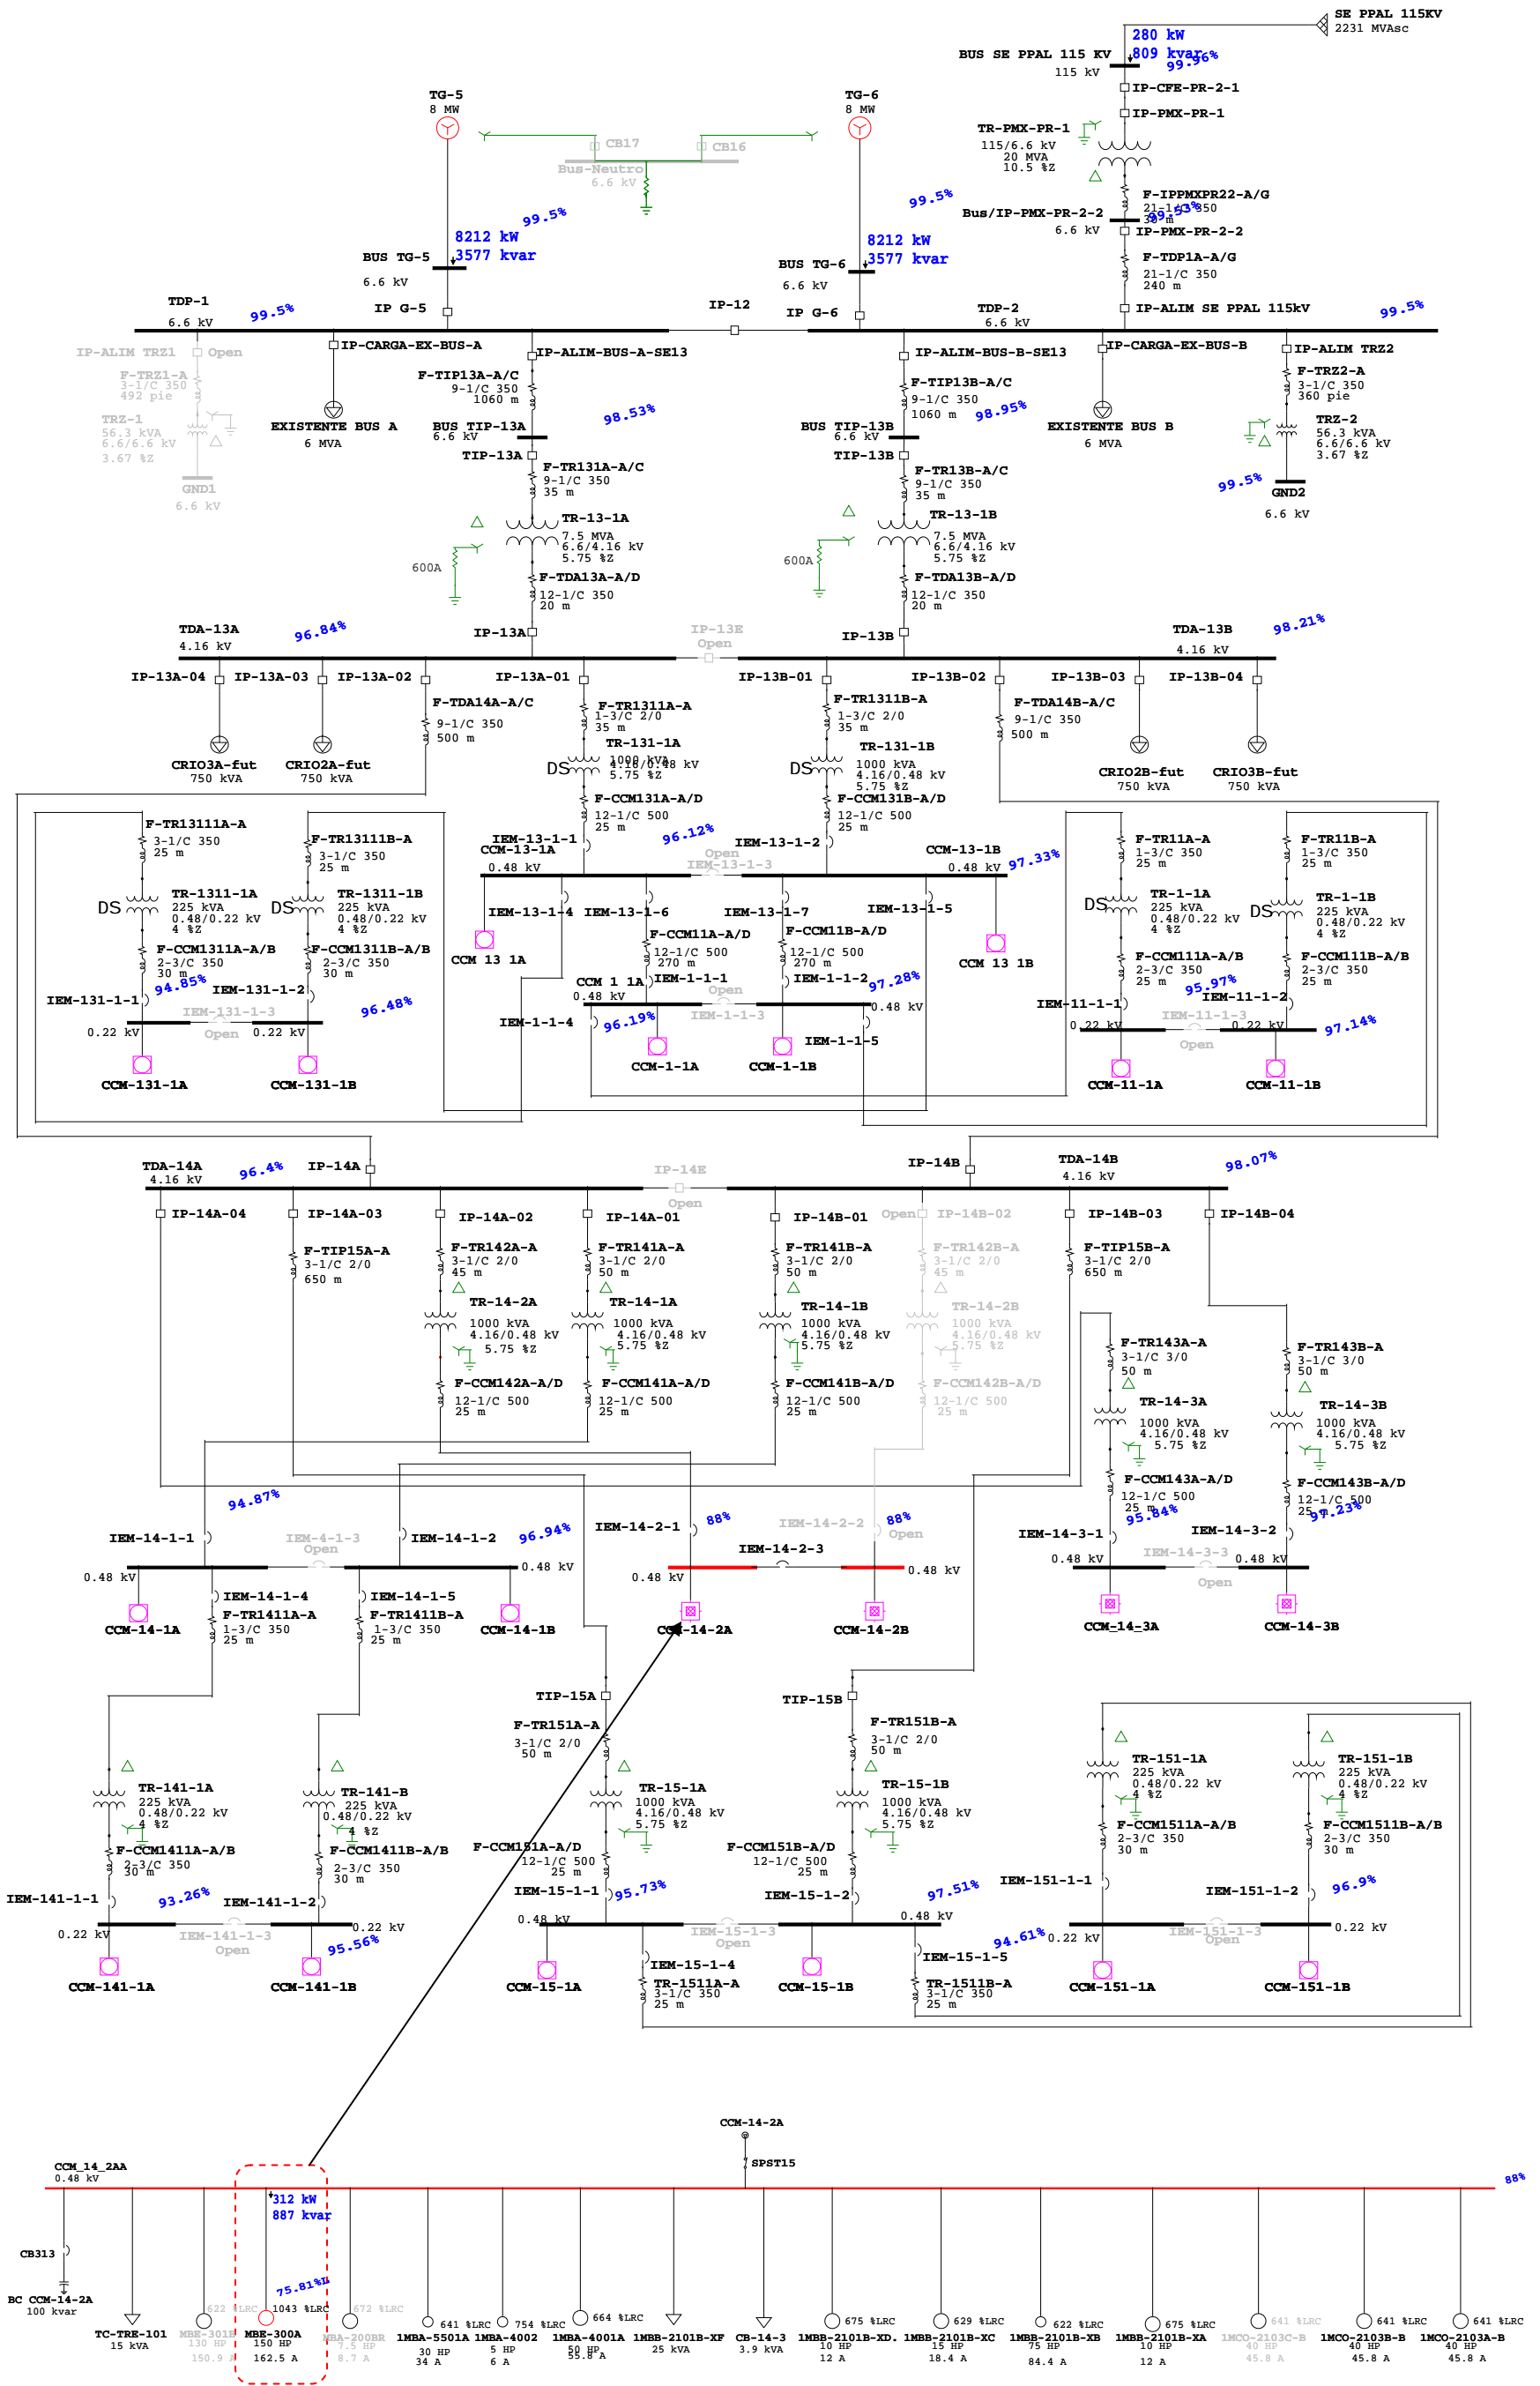 SE PPAL 115KV
2231 MVAsc
280 kW
809 kvar
99.96%
BUS SE PPAL 115 KV
115 kV
IP-CFE-PR-2-1
IP-PMX-PR-1
TR-PMX-PR-1
115/6.6 kV
20 MVA
10.5 %Z
F-IPPMXPR22-A/G
21-1/C 350
30 m
99.53%
Bus/IP-PMX-PR-2-2
6.6 kV
IP-PMX-PR-2-2
F-TDP1A-A/G
21-1/C 350
240 m
IP-ALIM SE PPAL 115kV
TG-5
8 MW
TG-6
8 MW
CB17
CB16
Bus-Neutro
6.6 kV
99.5%
8212 kW
3577 kvar
BUS TG-5
6.6 kV
IP G-5
99.5%
8212 kW
3577 kvar
BUS TG-6
6.6 kV
IP G-6
IP-12
TDP-1
6.6 kV
99.5%
TDP-2
6.6 kV
99.5%
IP-ALIM TRZ1
Open
F-TRZ1-A
3-1/C 350
492 pie
TRZ-1
56.3 kVA
6.6/6.6 kV
3.67 %Z
GND1
6.6 kV
IP-CARGA-EX-BUS-A
EXISTENTE BUS A
6 MVA
IP-ALIM-BUS-A-SE13
F-TIP13A-A/C
9-1/C 350
1060 m
98.53%
BUS TIP-13A
6.6 kV
TIP-13A
F-TR131A-A/C
9-1/C 350
35 m
TR-13-1A
7.5 MVA
6.6/4.16 kV
5.75 %Z
600A
F-TDA13A-A/D
12-1/C 350
20 m
IP-13A
IP-ALIM-BUS-B-SE13
F-TIP13B-A/C
9-1/C 350
1060 m
98.95%
BUS TIP-13B
6.6 kV
TIP-13B
F-TR13B-A/C
9-1/C 350
35 m
TR-13-1B
7.5 MVA
6.6/4.16 kV
5.75 %Z
600A
F-TDA13B-A/D
12-1/C 350
20 m
IP-13B
IP-CARGA-EX-BUS-B
EXISTENTE BUS B
6 MVA
IP-ALIM TRZ2
F-TRZ2-A
3-1/C 350
360 pie
TRZ-2
56.3 kVA
6.6/6.6 kV
3.67 %Z
99.5%
GND2
6.6 kV
TDA-13A
4.16 kV
96.84%
IP-13E
Open
TDA-13B
4.16 kV
98.21%
IP-13A-04
IP-13A-03
IP-13A-02
IP-13A-01
IP-13B-01
IP-13B-02
IP-13B-03
IP-13B-04
CRIO3A-fut
750 kVA
CRIO2A-fut
750 kVA
F-TDA14A-A/C
9-1/C 350
500 m
F-TR1311A-A
1-3/C 2/0
35 m
TR-131-1A
1000 kVA
4.16/0.48 kV
5.75 %Z
DS
F-CCM131A-A/D
12-1/C 500
25 m
F-TR1311B-A
1-3/C 2/0
35 m
TR-131-1B
1000 kVA
4.16/0.48 kV
5.75 %Z
DS
F-CCM131B-A/D
12-1/C 500
25 m
F-TDA14B-A/C
9-1/C 350
500 m
CRIO2B-fut
750 kVA
CRIO3B-fut
750 kVA
F-TR13111A-A
3-1/C 350
25 m
DS
TR-1311-1A
225 kVA
0.48/0.22 kV
4 %Z
F-CCM1311A-A/B
2-3/C 350
30 m
94.85%
IEM-131-1-1
0.22 kV
CCM-131-1A
F-TR13111B-A
3-1/C 350
25 m
DS
TR-1311-1B
225 kVA
0.48/0.22 kV
4 %Z
F-CCM1311B-A/B
2-3/C 350
30 m
IEM-131-1-2
96.48%
IEM-131-1-3
Open
0.22 kV
CCM-131-1B
IEM-13-1-1
CCM-13-1A
0.48 kV
96.12%
Open
IEM-13-1-3
IEM-13-1-2
CCM-13-1B
0.48 kV
97.33%
IEM-13-1-4
IEM-13-1-6
IEM-13-1-7
IEM-13-1-5
CCM 13 1A
F-CCM11A-A/D
12-1/C 500
270 m
F-CCM11B-A/D
12-1/C 500
270 m
CCM 13 1B
CCM 1 1A
0.48 kV
IEM-1-1-1
Open
IEM-1-1-3
IEM-1-1-2
97.28%
0.48 kV
IEM-1-1-4
96.19%
IEM-1-1-5
CCM-1-1A
CCM-1-1B
F-TR11A-A
1-3/C 350
25 m
DS
TR-1-1A
225 kVA
0.48/0.22 kV
4 %Z
F-CCM111A-A/B
2-3/C 350
25 m
95.97%
IEM-11-1-1
0.22 kV
CCM-11-1A
F-TR11B-A
1-3/C 350
25 m
DS
TR-1-1B
225 kVA
0.48/0.22 kV
4 %Z
F-CCM111B-A/B
2-3/C 350
25 m
IEM-11-1-2
IEM-11-1-3
Open
0.22 kV
97.14%
CCM-11-1B
TDA-14A
4.16 kV
96.4%
IP-14A
IP-14E
Open
IP-14B
TDA-14B
4.16 kV
98.07%
IP-14A-04
IP-14A-03
IP-14A-02
IP-14A-01
IP-14B-01
Open
IP-14B-02
IP-14B-03
IP-14B-04
F-TIP15A-A
3-1/C 2/0
650 m
F-TR142A-A
3-1/C 2/0
45 m
TR-14-2A
1000 kVA
4.16/0.48 kV
5.75 %Z
F-CCM142A-A/D
12-1/C 500
25 m
F-TR141A-A
3-1/C 2/0
50 m
TR-14-1A
1000 kVA
4.16/0.48 kV
5.75 %Z
F-CCM141A-A/D
12-1/C 500
25 m
F-TR141B-A
3-1/C 2/0
50 m
TR-14-1B
1000 kVA
4.16/0.48 kV
5.75 %Z
F-CCM141B-A/D
12-1/C 500
25 m
F-TR142B-A
3-1/C 2/0
45 m
TR-14-2B
1000 kVA
4.16/0.48 kV
5.75 %Z
F-CCM142B-A/D
12-1/C 500
25 m
F-TIP15B-A
3-1/C 2/0
650 m
F-TR143A-A
3-1/C 3/0
50 m
TR-14-3A
1000 kVA
4.16/0.48 kV
5.75 %Z
F-CCM143A-A/D
12-1/C 500
25 m
95.84%
F-TR143B-A
3-1/C 3/0
50 m
TR-14-3B
1000 kVA
4.16/0.48 kV
5.75 %Z
F-CCM143B-A/D
12-1/C 500
25 m
97.23%
94.87%
IEM-14-1-1
IEM-4-1-3
Open
IEM-14-1-2
96.94%
0.48 kV
0.48 kV
IEM-14-2-1
88%
IEM-14-2-2
88%
Open
IEM-14-2-3
0.48 kV
0.48 kV
IEM-14-3-1
IEM-14-3-2
IEM-14-3-3
Open
0.48 kV
0.48 kV
CCM-14-1A
IEM-14-1-4
F-TR1411A-A
1-3/C 350
25 m
IEM-14-1-5
F-TR1411B-A
1-3/C 350
25 m
CCM-14-1B
CCM-14-2A
CCM-14-2B
CCM_14_3A
CCM-14-3B
TIP-15A
F-TR151A-A
3-1/C 2/0
50 m
TIP-15B
F-TR151B-A
3-1/C 2/0
50 m
TR-141-1A
225 kVA
0.48/0.22 kV
4 %Z
F-CCM1411A-A/B
2-3/C 350
30 m
TR-141-B
225 kVA
0.48/0.22 kV
4 %Z
F-CCM1411B-A/B
2-3/C 350
30 m
TR-15-1A
1000 kVA
4.16/0.48 kV
5.75 %Z
F-CCM151A-A/D
12-1/C 500
25 m
TR-15-1B
1000 kVA
4.16/0.48 kV
5.75 %Z
F-CCM151B-A/D
12-1/C 500
25 m
TR-151-1A
225 kVA
0.48/0.22 kV
4 %Z
F-CCM1511A-A/B
2-3/C 350
30 m
TR-151-1B
225 kVA
0.48/0.22 kV
4 %Z
F-CCM1511B-A/B
2-3/C 350
30 m
IEM-141-1-1
93.26%
IEM-141-1-2
0.22 kV
IEM-141-1-3
Open
0.22 kV
95.56%
CCM-141-1A
CCM-141-1B
IEM-15-1-1
95.73%
IEM-15-1-2
97.51%
0.48 kV
IEM-15-1-3
Open
0.48 kV
IEM-15-1-4
IEM-15-1-5
CCM-15-1A
TR-1511A-A
3-1/C 350
25 m
CCM-15-1B
TR-1511B-A
3-1/C 350
25 m
IEM-151-1-1
IEM-151-1-2
96.9%
94.61%
0.22 kV
IEM-151-1-3
Open
0.22 kV
CCM-151-1A
CCM-151-1B
CCM-14-2A
SPST15
CCM_14_2AA
0.48 kV
88%
312 kW
887 kvar
CB313
BC CCM-14-2A
100 kvar
TC-TRE-101
15 kVA
622 %LRC
MBE-301B
130 HP
150.9 A
75.81%L
1043 %LRC
MBE-300A
150 HP
162.5 A
672 %LRC
MBA-200BR
7.5 HP
8.7 A
641 %LRC
1MBA-5501A
30 HP
34 A
754 %LRC
1MBA-4002
5 HP
6 A
664 %LRC
1MBA-4001A
50 HP
55.8 A
1MBB-2101B-XF
25 kVA
CB-14-3
3.9 kVA
675 %LRC
1MBB-2101B-XD.
10 HP
12 A
629 %LRC
1MBB-2101B-XC
15 HP
18.4 A
622 %LRC
1MBB-2101B-XB
75 HP
84.4 A
675 %LRC
1MBB-2101B-XA
10 HP
12 A
641 %LRC
1MCO-2103C-B
40 HP
45.8 A
641 %LRC
1MCO-2103B-B
40 HP
45.8 A
641 %LRC
1MCO-2103A-B
40 HP
45.8 A